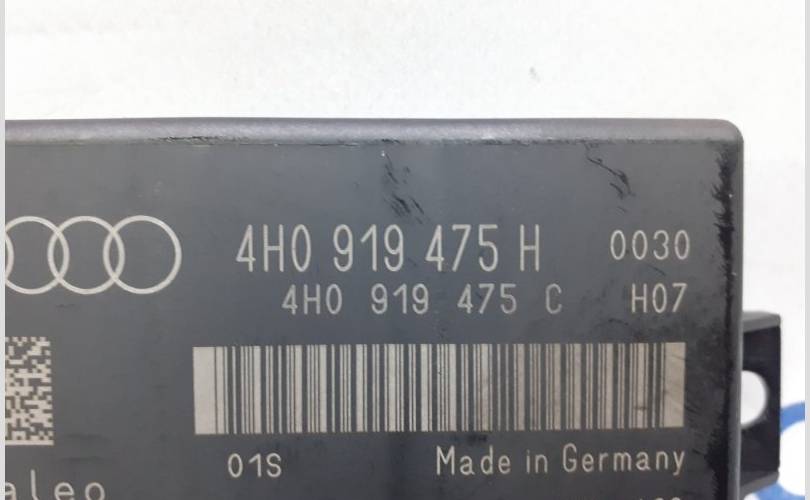 4H0 919 475 H 0030
4H0 919 475 C H07
01S Made in Germany
aleo